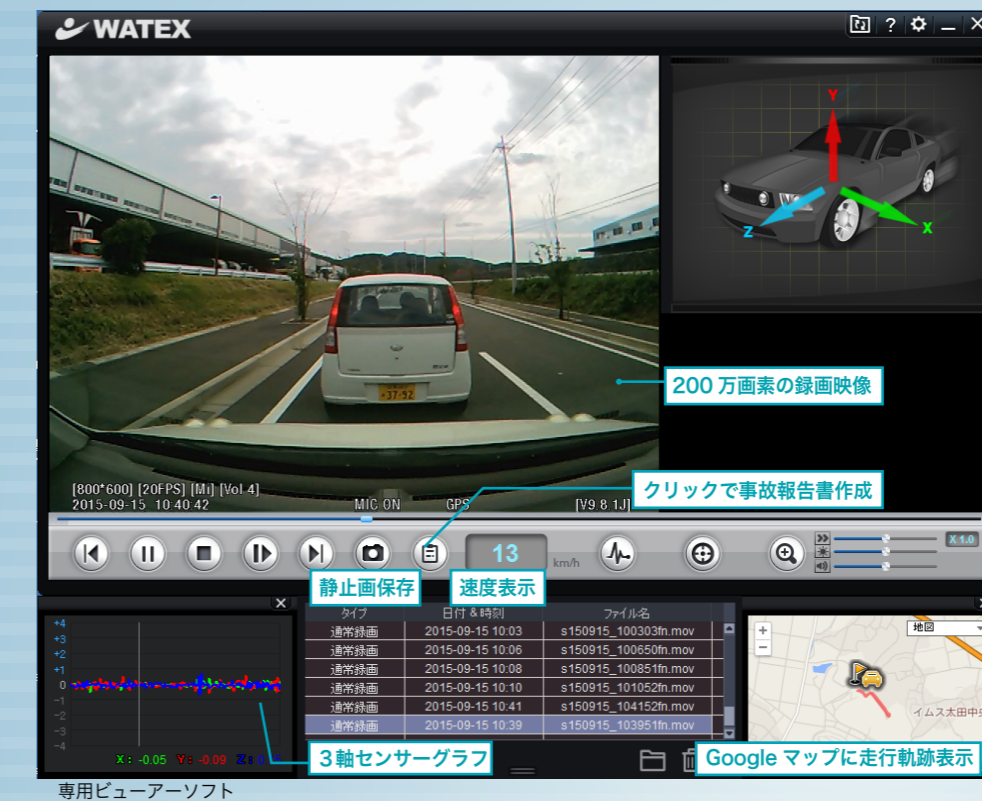 WATEX
?
Y
Z
X
200 万画素の録画映像
クリックで事故報告書作成
[800*600] [20FPS] [Mi] [Vol 4]
2015-09-15 10:40:42
MIC ON
GPS
[V9.8.1J]
37-92
13
km/h
X 1.0
静止画保存
速度表示
タイプ 日付 & 時刻 ファイル名
通常録画 2015-09-15 10:03 s150915_100303fn.mov
通常録画 2015-09-15 10:06 s150915_100650fn.mov
通常録画 2015-09-15 10:08 s150915_100851fn.mov
通常録画 2015-09-15 10:10 s150915_101052fn.mov
通常録画 2015-09-15 10:41 s150915_104152fn.mov
通常録画 2015-09-15 10:39 s150915_103951fn.mov
+4
+3
+2
+1
0
-1
-2
-3
-4
X : -0.05 Y : -0.09 Z :
3軸センサーグラフ
+
-
地図
イムス太田中央
Google マップに走行軌跡表示
専用ビューアーソフト